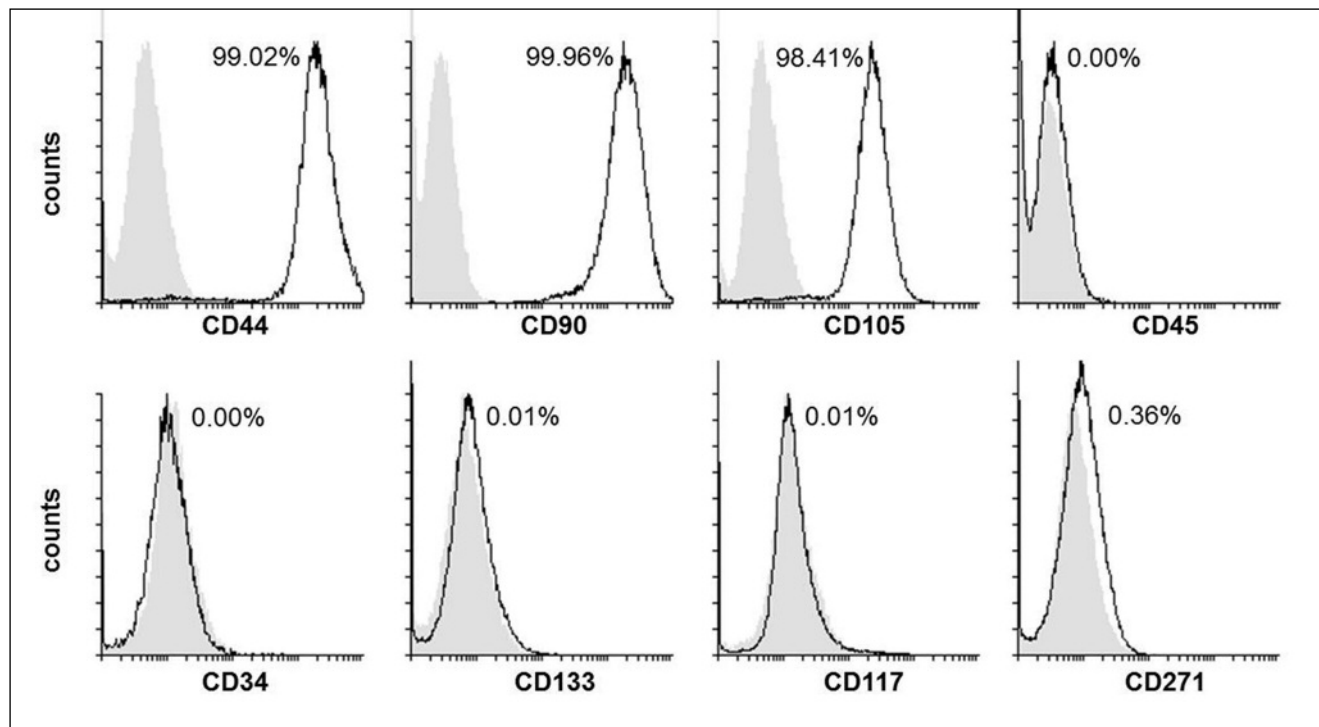 99.02% 99.96% 98.41% 0.00%
counts
CD44 CD90 CD105 CD45
0.00% 0.01% 0.01% 0.36%
counts
CD34 CD133 CD117 CD271